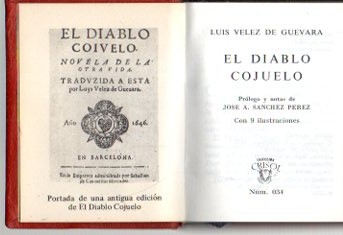 EL DIABLO
COIVELO.
NOVELA DE LA
OTRA VIDA.
TRADVZIDA A ESTA
por Luys Velez de Guevara.
Año 1646.
EN BARCELONA.
Portada de una antigua edición
de El Diablo Cojuelo
LUIS VELEZ DE GUEVARA
EL DIABLO
COJUELO
Prólogo y notas de
JOSE A. SANCHEZ PEREZ
Con 9 ilustraciones
CRISOL
Núm. 034